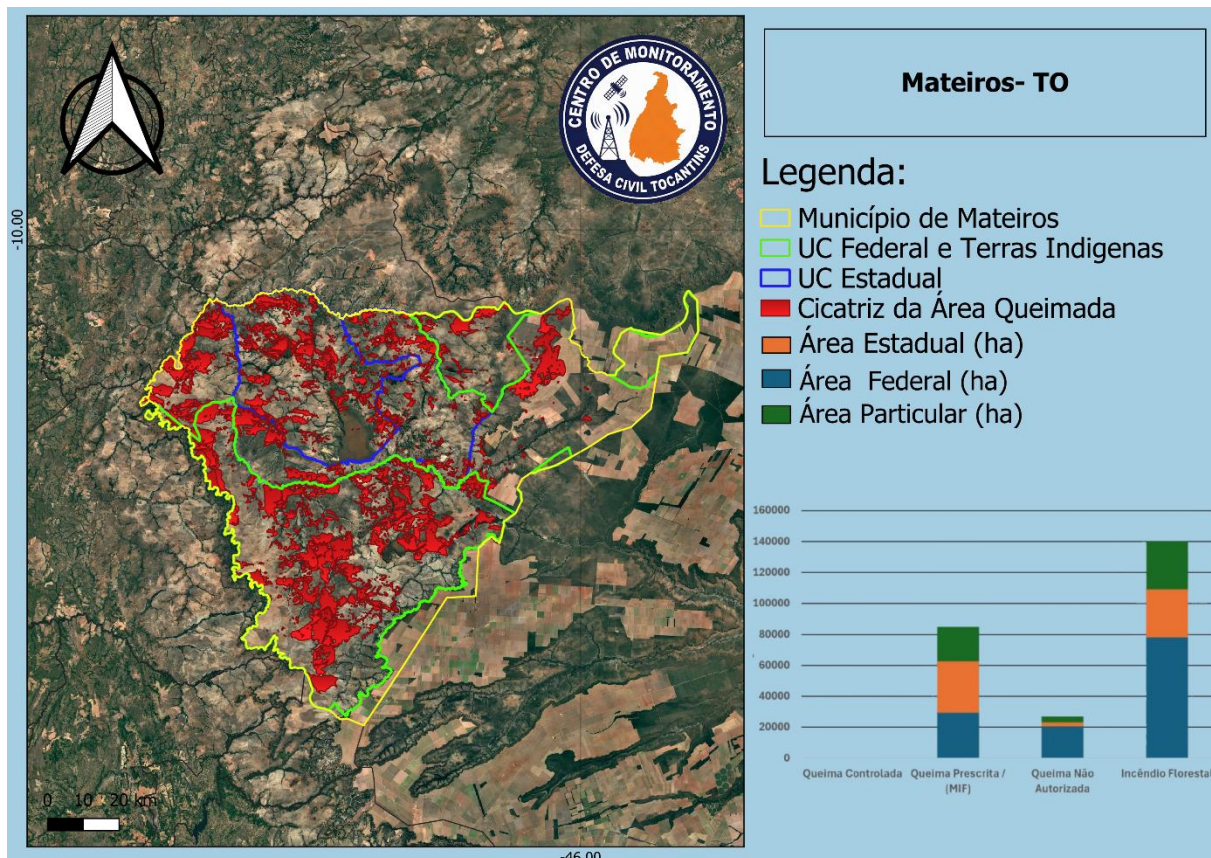 CENTRO DE MONITORAMENTO
DEFESA CIVIL TOCANTINS
Mateiros- TO
Legenda:
Município de Mateiros
UC Federal e Terras Indigenas
UC Estadual
Cicatriz da Área Queimada
Área Estadual (ha)
Área Federal (ha)
Área Particular (ha)
-10.00
160000
140000
120000
100000
80000
60000
40000
20000
0
Queima Controlada
Queima Prescrita /
(MIF)
Queima Não
Autorizada
Incêndio Florestal
0 10 20 km
-46.00